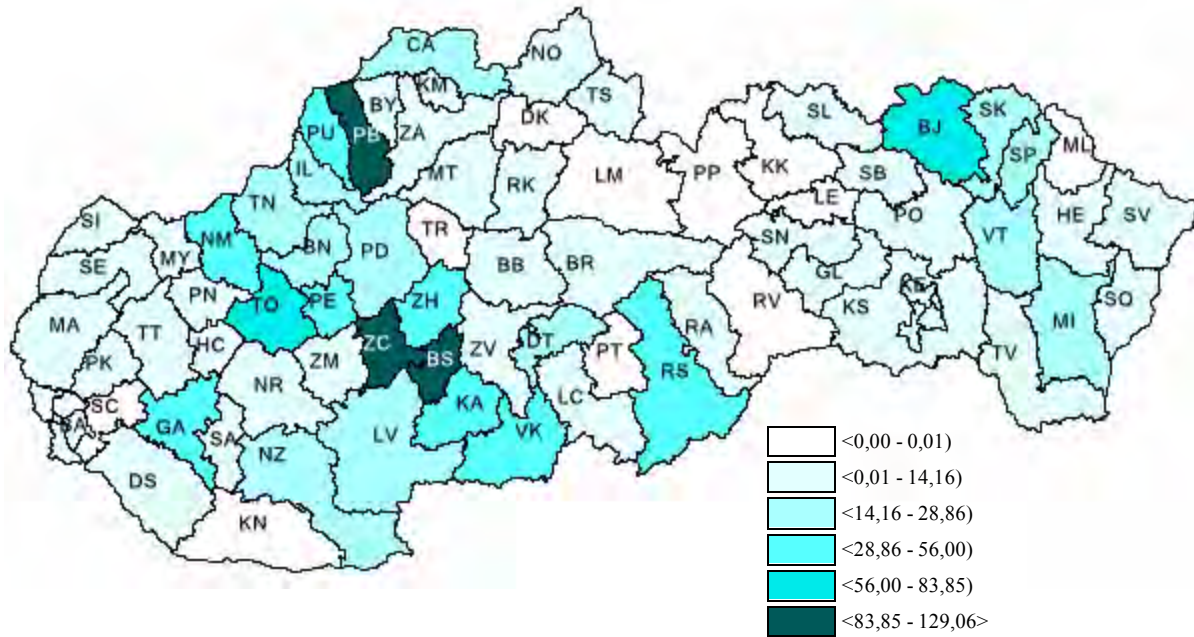 CA
NO
KM
BY
TS
PU
PB
ZA
DK
SL
BJ
SK
SP
ML
IL
MT
RK
LM
PP
KK
SB
LE
TN
SI
NM
BN
PD
TR
PO
HE
SV
MY
SN
VT
SE
BB
BR
GL
PN
TO
PE
ZH
RV
KS
KE
SO
MA
TT
HC
ZC
BS
ZV
DT
PT
RA
MI
PK
ZM
TV
NR
RS
SC
KA
LC
BA
GA
SA
LV
VK
NZ
DS
KN
<0,00 - 0,01)
<0,01 - 14,16)
<14,16 - 28,86)
<28,86 - 56,00)
<56,00 - 83,85)
<83,85 - 129,06>